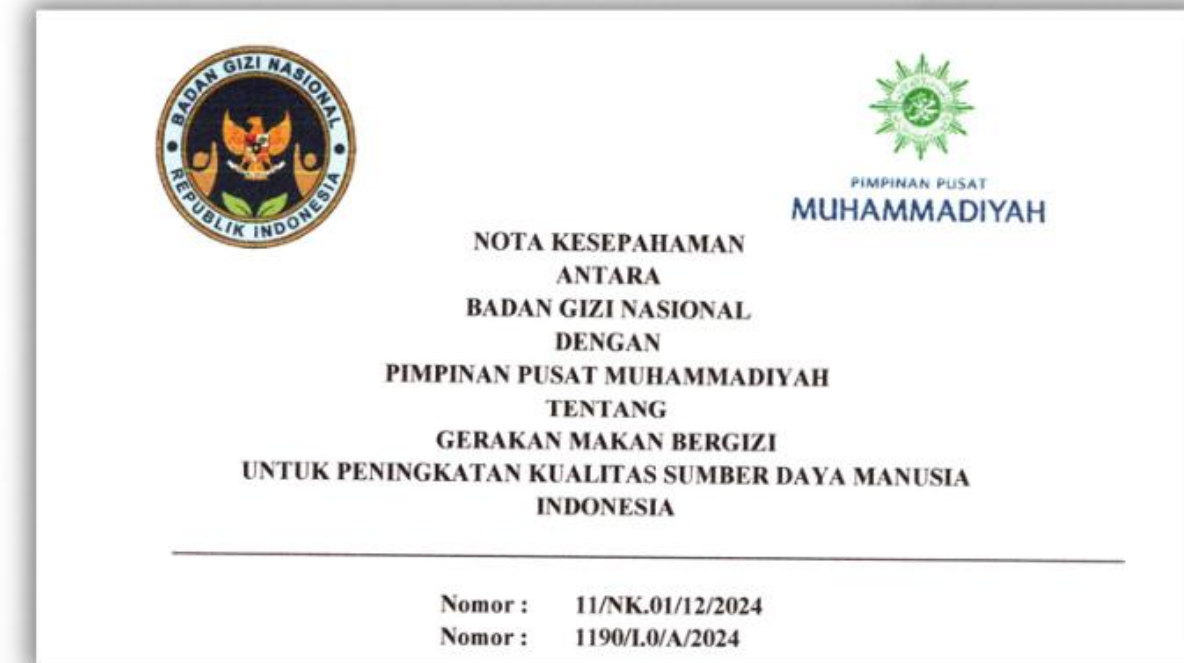 BADAN GIZI NASIONAL
REPUBLIK INDONESIA
PIMPINAN PUSAT
MUHAMMADIYAH
NOTA KESEPAHAMAN
ANTARA
BADAN GIZI NASIONAL
DENGAN
PIMPINAN PUSAT MUHAMMADIYAH
TENTANG
GERAKAN MAKAN BERGIZI
UNTUK PENINGKATAN KUALITAS SUMBER DAYA MANUSIA
INDONESIA
Nomor : 11/NK.01/12/2024
Nomor : 1190/I.0/A/2024